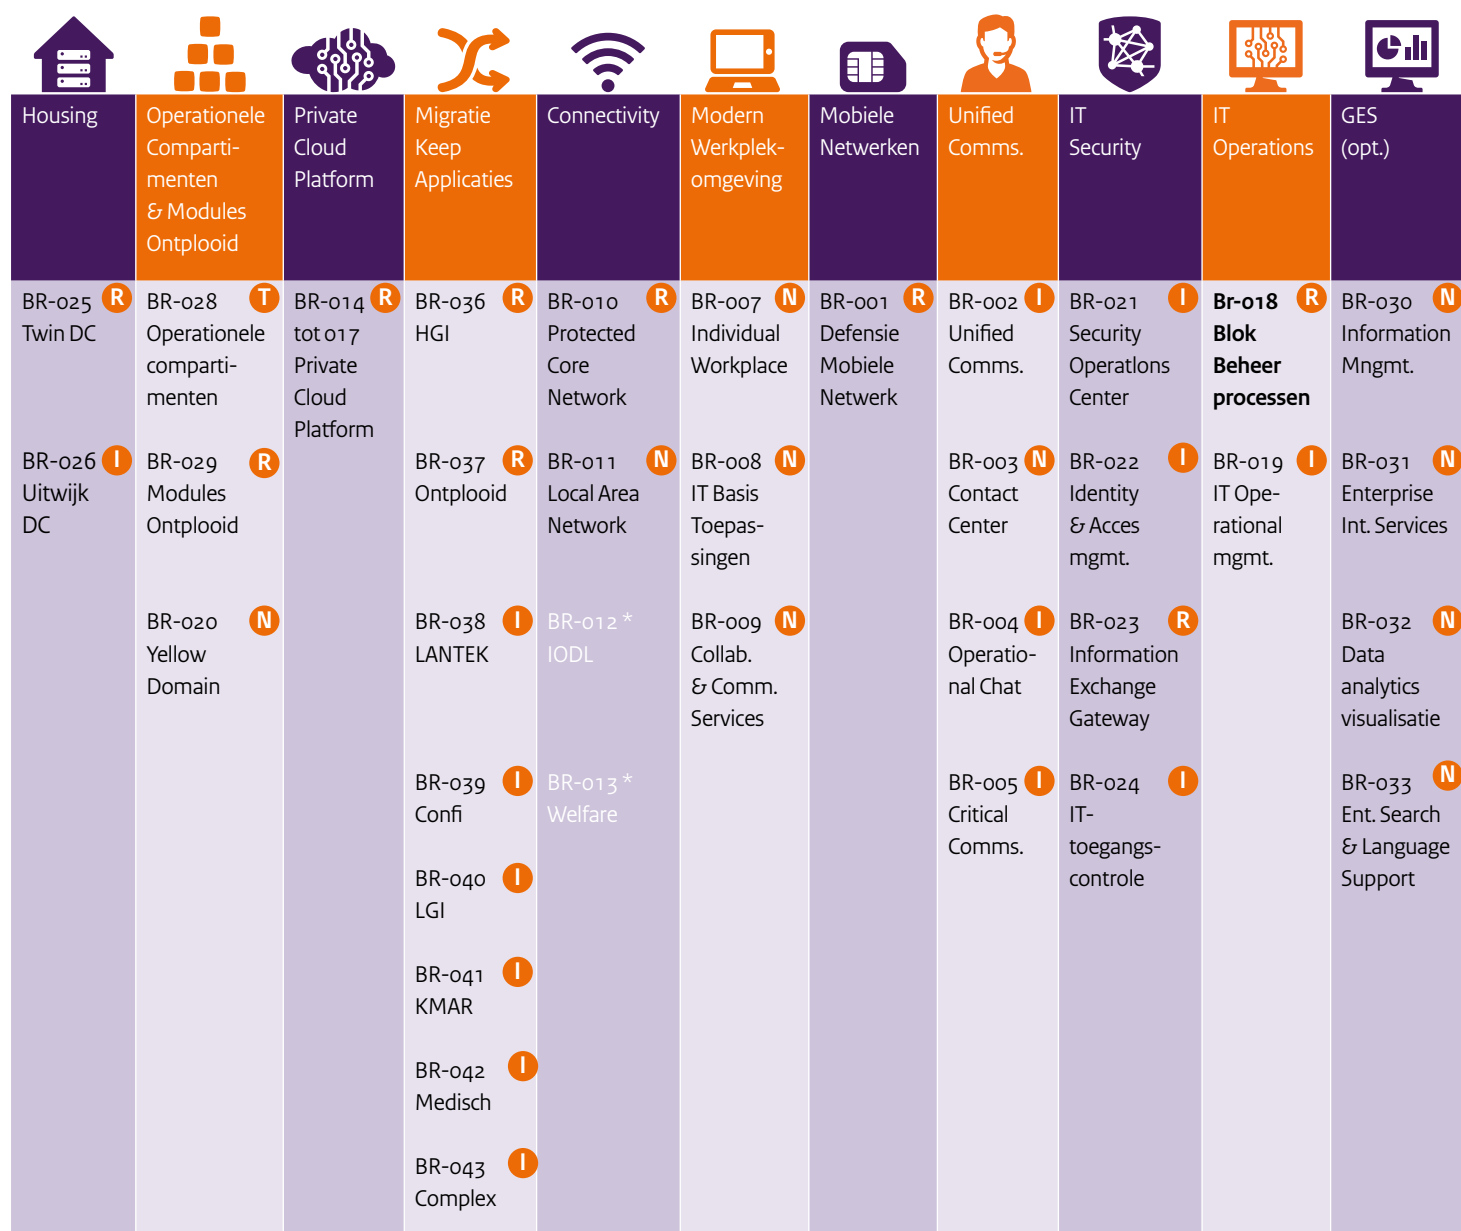 Housing
Operationele
Comparti-
menten
& Modules
Ontplooid
Private
Cloud
Platform
Migratie
Keep
Applicaties
Connectivity
Modern
Werkplek-
omgeving
Mobiele
Netwerken
Unified
Comms.
IT
Security
IT
Operations
GES
(opt.)
BR-025 R
Twin DC
BR-026 I
Uitwijk
DC
BR-028 T
Operationele
comparti-
menten
BR-029 R
Modules
Ontplooid
BR-020 N
Yellow
Domain
BR-014 R
tot 017
Private
Cloud
Platform
BR-036 R
HGI
BR-037 R
Ontplooid
BR-038 I
LANTEK
BR-039 I
Confi
BR-040 I
LGI
BR-041 I
KMAR
BR-042 I
Medisch
BR-043 I
Complex
BR-010 R
Protected
Core
Network
BR-011 N
Local Area
Network
BR-012 *
IODL
BR-013 *
Welfare
BR-007 N
Individual
Workplace
BR-008 N
IT Basis
Toepas-
singen
BR-009 N
Collab.
& Comm.
Services
BR-001 R
Defensie
Mobiele
Netwerk
BR-002 I
Unified
Comms.
BR-003 N
Contact
Center
BR-004 I
Operatio-
nal Chat
BR-005 I
Critical
Comms.
BR-021 I
Security
OperatIons
Center
BR-022 I
Identity
& Acces
mgmt.
BR-023 R
Information
Exchange
Gateway
BR-024 I
IT-
toegangs-
controle
Br-018 R
Blok
Beheer
processen
BR-019 I
IT Ope-
rational
mgmt.
BR-030 N
Information
Mngmt.
BR-031 N
Enterprise
Int. Services
BR-032 N
Data
analytics
visualisatie
BR-033 N
Ent. Search
& Language
Support